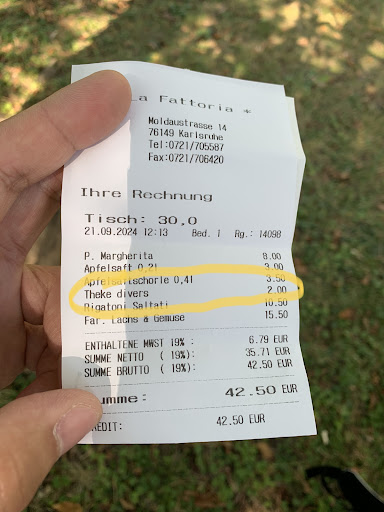 La Fattoria *
Moldaustrasse 14
76149 Karlsruhe
Tel:0721/705587
Fax:0721/706420
Ihre Rechnung
Tisch: 30,0
21.09.2024 12:13 Bed. 1 Rg.: 14098
P. Margherita 8.00
Apfelsaft 0,2l 3.00
Apfelsaftschorle 0,4l 3.50
Theke divers 2.00
Rigatoni Saltati 10.50
Far. Lachs & Gemüse 15.50
ENTHALTENE MWST 19% : 6.79 EUR
SUMME NETTO ( 19%): 35.71 EUR
SUMME BRUTTO ( 19%): 42.50 EUR
Summe: 42.50 EUR
KREDIT: 42.50 EUR